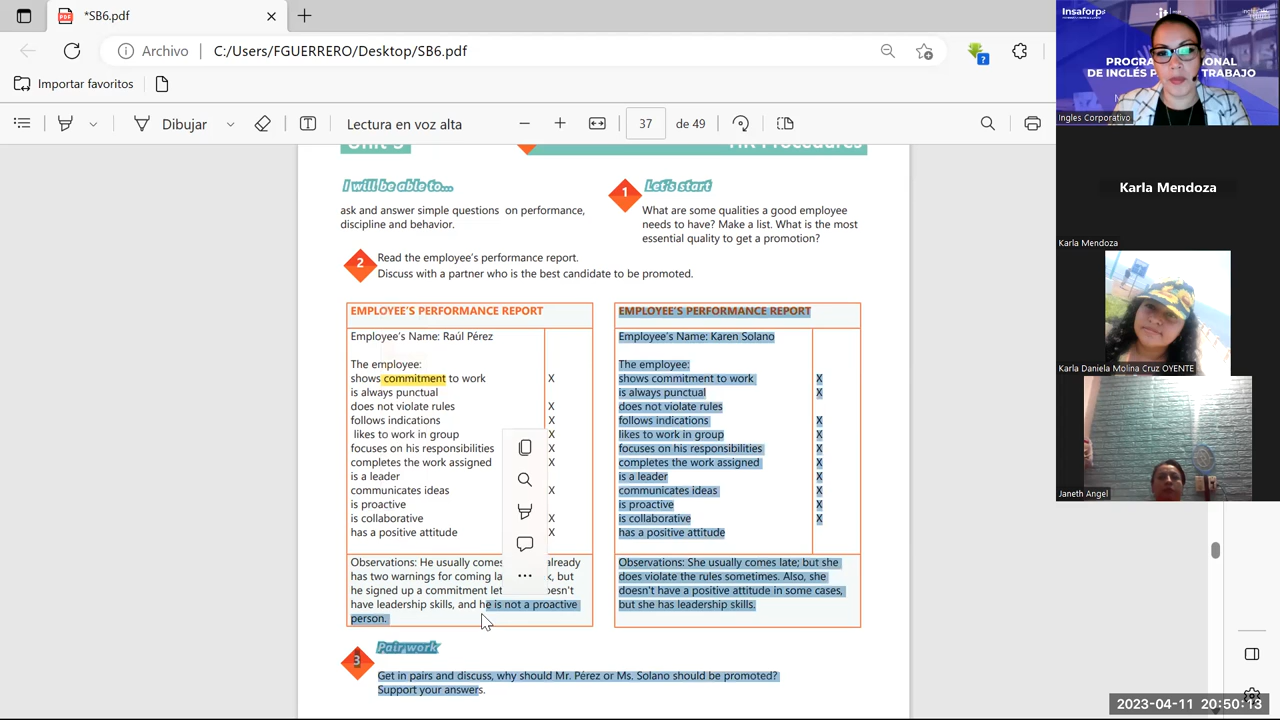 *SB6.pdf
Archivo
C:/Users/FGUERRERO/Desktop/SB6.pdf
Importar favoritos
Dibujar
Lectura en voz alta
37
de 49
HR Procedures
I will be able to...
ask and answer simple questions on performance,
discipline and behavior.
1
Let's start
What are some qualities a good employee
needs to have? Make a list. What is the most
essential quality to get a promotion?
2
Read the employee's performance report.
Discuss with a partner who is the best candidate to be promoted.
EMPLOYEE'S PERFORMANCE REPORT
Employee's Name: Raúl Pérez
The employee:
shows commitment to work X
is always punctual
does not violate rules X
follows indications X
likes to work in group X
focuses on his responsibilities X
completes the work assigned X
is a leader
communicates ideas X
is proactive
is collaborative X
has a positive attitude X
Observations: He usually comes already
has two warnings for coming but
he signed up a commitment
have leadership skills, and he is not a proactive
person.
EMPLOYEE'S PERFORMANCE REPORT
Employee's Name: Karen Solano
The employee:
shows commitment to work X
is always punctual X
does not violate rules
follows indications X
likes to work in group X
focuses on his responsibilities X
completes the work assigned X
is a leader X
communicates ideas X
is proactive X
is collaborative X
has a positive attitude
Observations: She usually comes late; but she
does violate the rules sometimes. Also, she
doesn't have a positive attitude in some cases,
but she has leadership skills.
3
Pair work
Get in pairs and discuss, why should Mr. Pérez or Ms. Solano should be promoted?
Support your answers.
Insaforp
DE INGLÉS
TRABAJO
Ingles Corporativo
Karla Mendoza
Karla Mendoza
Karla Daniela Molina Cruz OYENTE
Janeth Angel
2023-04-11 20:50:13